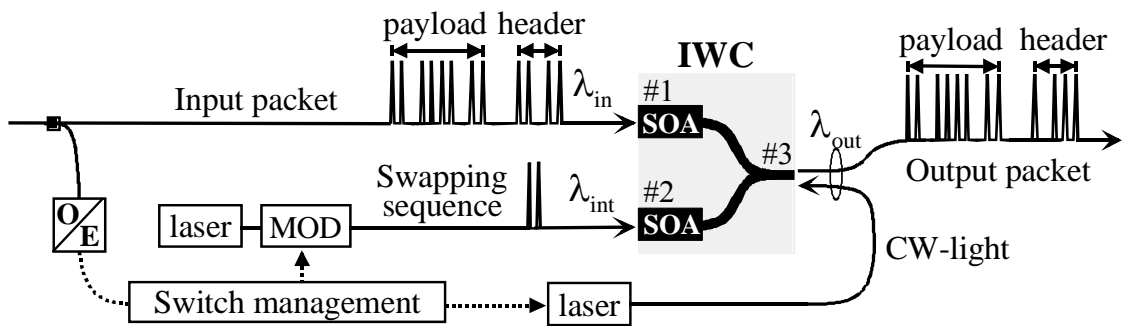 payload header
IWC
payload header
Input packet
λin
#1
SOA
#3
λout
Output packet
Swapping
sequence
λint
#2
SOA
O/E
laser
MOD
CW-light
Switch management
laser